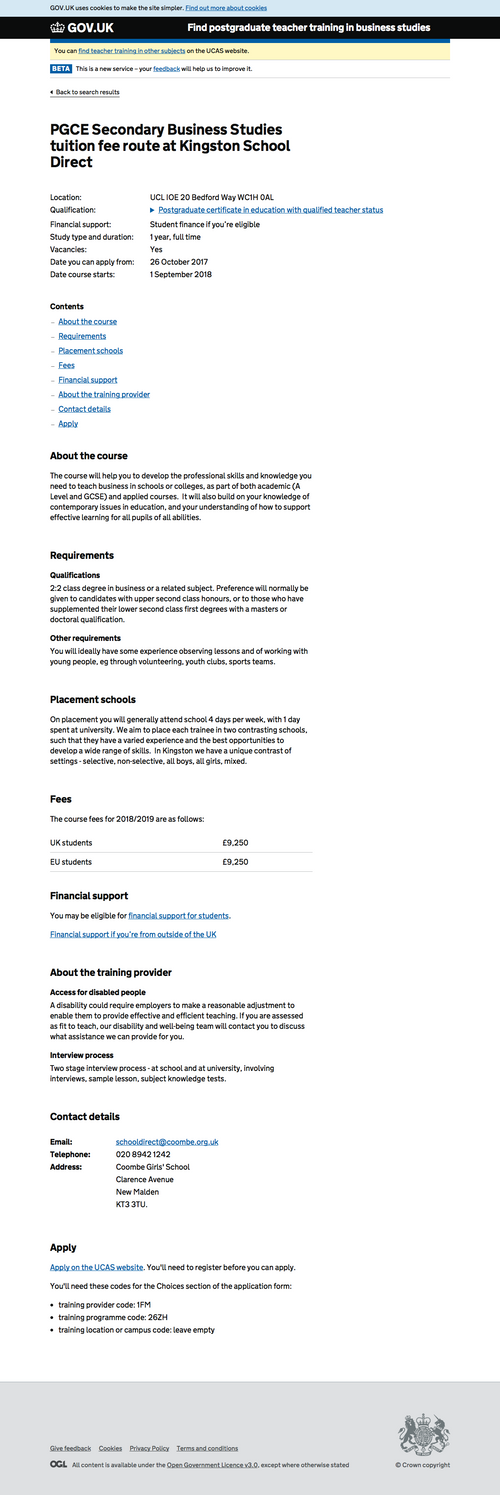 GOV.UK uses cookies to make the site simpler. Find out more about cookies
GOV.UK Find postgraduate teacher training in business studies
You can find teacher training in other subjects on the UCAS website.
BETA This is a new service – your feedback will help us to improve it.
Back to search results
PGCE Secondary Business Studies
tuition fee route at Kingston School
Direct
Location: UCL IOE 20 Bedford Way WC1H 0AL
Qualification: Postgraduate certificate in education with qualified teacher status
Financial support: Student finance if you're eligible
Study type and duration: 1 year, full time
Vacancies: Yes
Date you can apply from: 26 October 2017
Date course starts: 1 September 2018
Contents
– About the course
– Requirements
– Placement schools
– Fees
– Financial support
– About the training provider
– Contact details
– Apply
About the course
The course will help you to develop the professional skills and knowledge you
need to teach business in schools or colleges, as part of both academic (A
Level and GCSE) and applied courses. It will also build on your knowledge of
contemporary issues in education, and your understanding of how to support
effective learning for all pupils of all abilities.
Requirements
Qualifications
2:2 class degree in business or a related subject. Preference will normally be
given to candidates with upper second class honours, or to those who have
supplemented their lower second class first degrees with a masters or
doctoral qualification.
Other requirements
You will ideally have some experience observing lessons and of working with
young people, eg through volunteering, youth clubs, sports teams.
Placement schools
On placement you will generally attend school 4 days per week, with 1 day
spent at university. We aim to place each trainee in two contrasting schools,
such that they have a varied experience and the best opportunities to
develop a wide range of skills. In Kingston we have a unique contrast of
settings - selective, non-selective, all boys, all girls, mixed.
Fees
The course fees for 2018/2019 are as follows:
UK students £9,250
EU students £9,250
Financial support
You may be eligible for financial support for students.
Financial support if you're from outside of the UK
About the training provider
Access for disabled people
A disability could require employers to make a reasonable adjustment to
enable them to provide effective and efficient teaching. If you are assessed
as fit to teach, our disability and well-being team will contact you to discuss
what assistance we can provide for you.
Interview process
Two stage interview process - at school and at university, involving
interviews, sample lesson, subject knowledge tests.
Contact details
Email: schooldirect@coombe.org.uk
Telephone: 020 8942 1242
Address: Coombe Girls' School
Clarence Avenue
New Malden
KT3 3TU.
Apply
Apply on the UCAS website. You'll need to register before you can apply.
You'll need these codes for the Choices section of the application form:
• training provider code: 1FM
• training programme code: 26ZH
• training location or campus code: leave empty
Give feedback Cookies Privacy Policy Terms and conditions
OGL All content is available under the Open Government Licence v3.0, except where otherwise stated
© Crown copyright